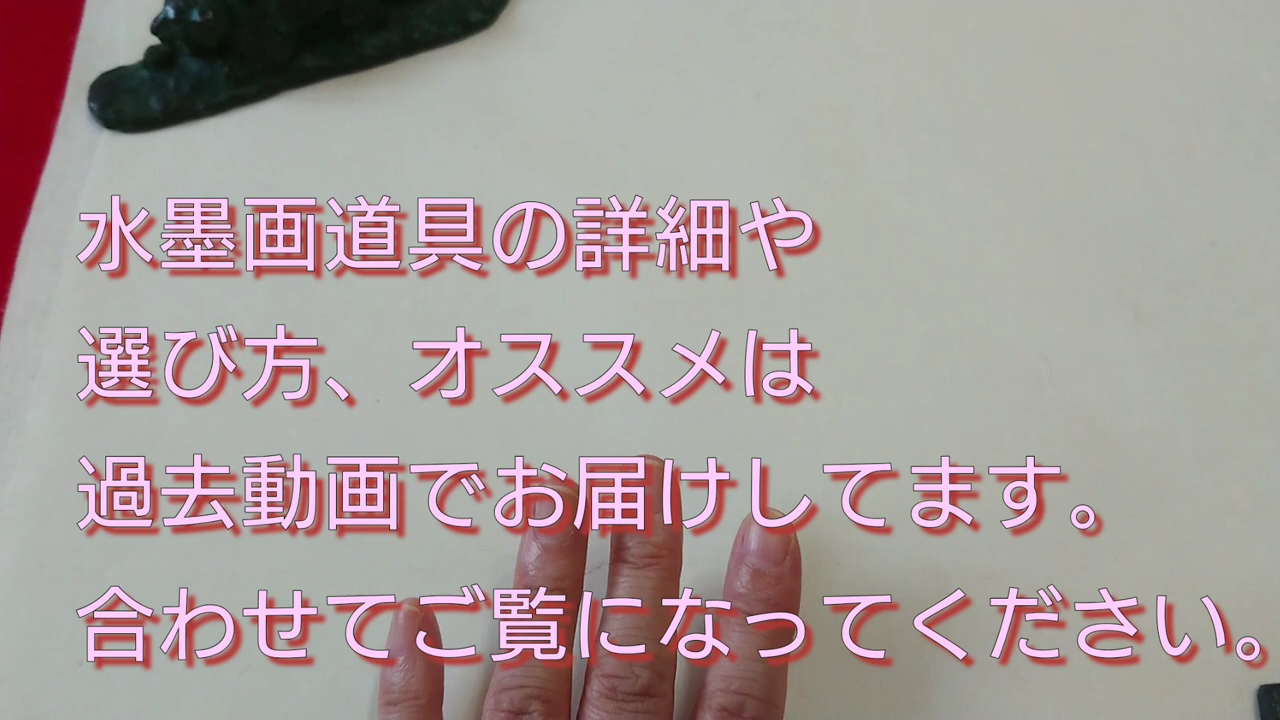 水墨画道具の詳細や
選び方、オススメは
過去動画でお届けしてます。
合わせてご覧になってください。